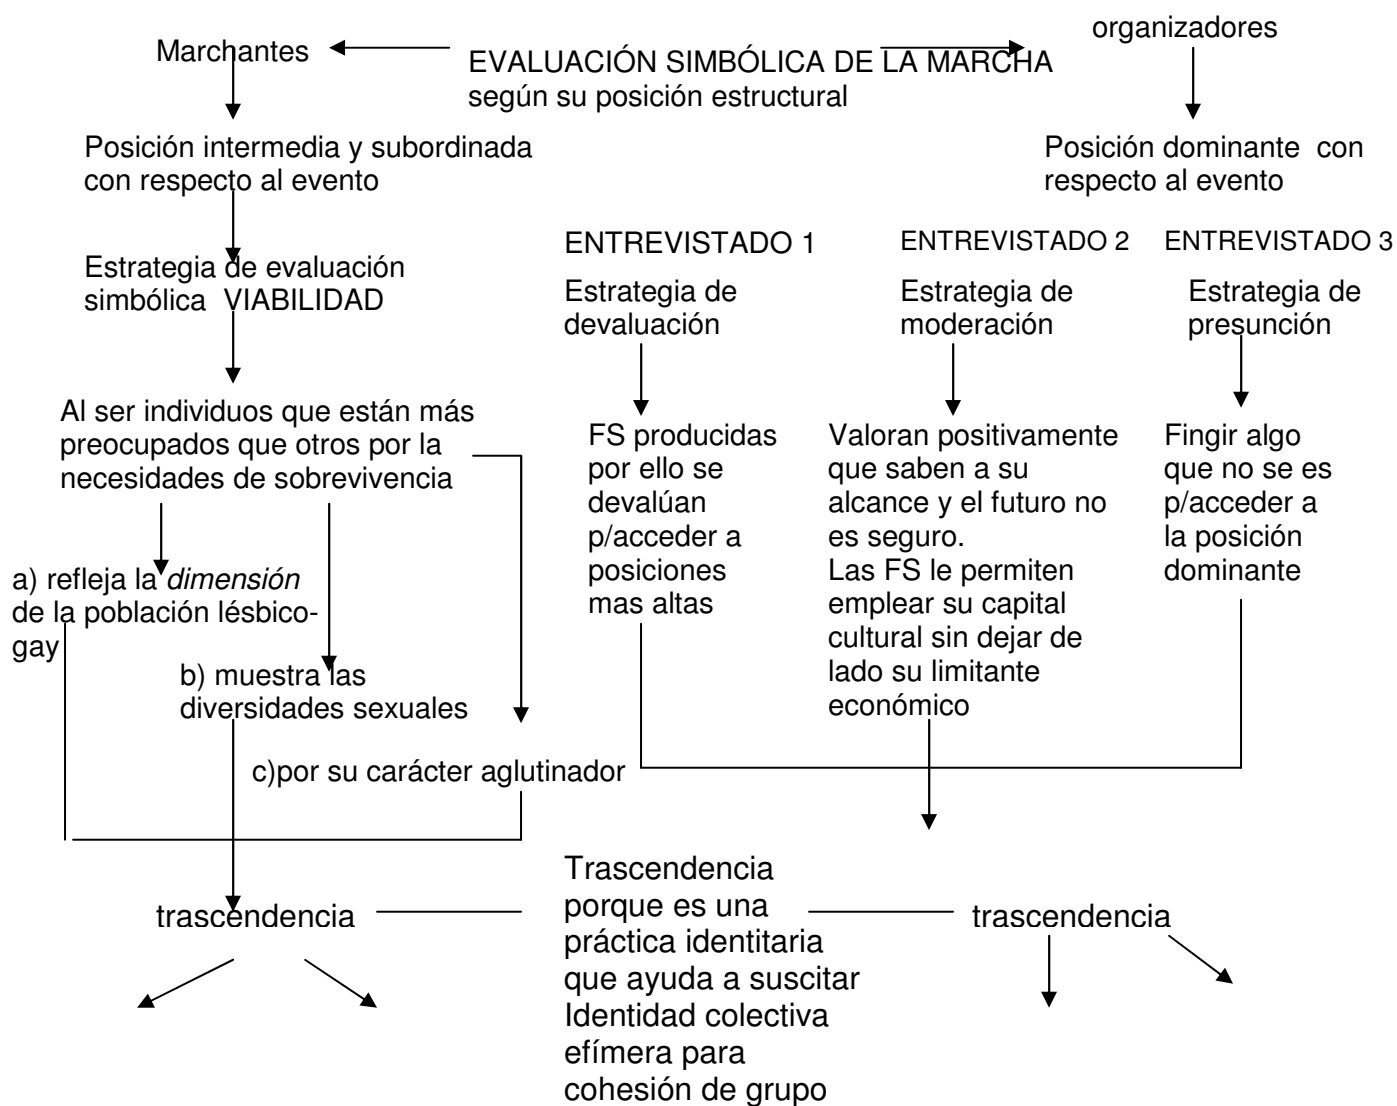 Marchantes
EVALUACIÓN SIMBÓLICA DE LA MARCHA
según su posición estructural
organizadores
Posición intermedia y subordinada
con respecto al evento
Posición dominante con
respecto al evento
Estrategia de evaluación
simbólica VIABILIDAD
ENTREVISTADO 1
Estrategia de
devaluación
ENTREVISTADO 2
Estrategia de
moderación
ENTREVISTADO 3
Estrategia de
presunción
Al ser individuos que están más
preocupados que otros por la
necesidades de sobrevivencia
FS producidas
por ello se
devalúan
p/acceder a
posiciones
mas altas
Valoran positivamente
que saben a su
alcance y el futuro no
es seguro.
Las FS le permiten
emplear su capital
cultural sin dejar de
lado su limitante
económico
Fingir algo
que no se es
p/acceder a
la posición
dominante
a) refleja la dimensión
de la población lésbico-
gay
b) muestra las
diversidades sexuales
c)por su carácter aglutinador
trascendencia
Trascendencia
porque es una
práctica identitaria
que ayuda a suscitar
Identidad colectiva
efímera para
cohesión de grupo
trascendencia